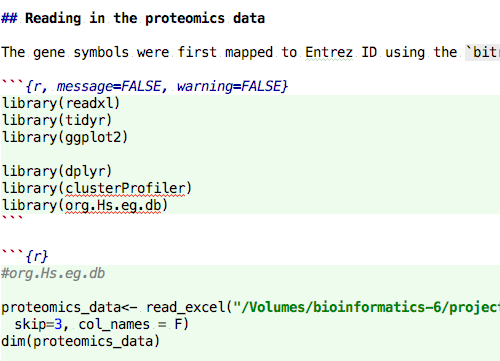 ## Reading in the proteomics data
The gene symbols were first mapped to Entrez ID using the `bit
```{r, message=FALSE, warning=FALSE}
library(readxl)
library(tidyr)
library(ggplot2)
library(dplyr)
library(clusterProfiler)
library(org.Hs.eg.db)
```
```{r}
#org.Hs.eg.db
proteomics_data<- read_excel("/Volumes/bioinformatics-6/project
skip=3, col_names = F)
dim(proteomics_data)